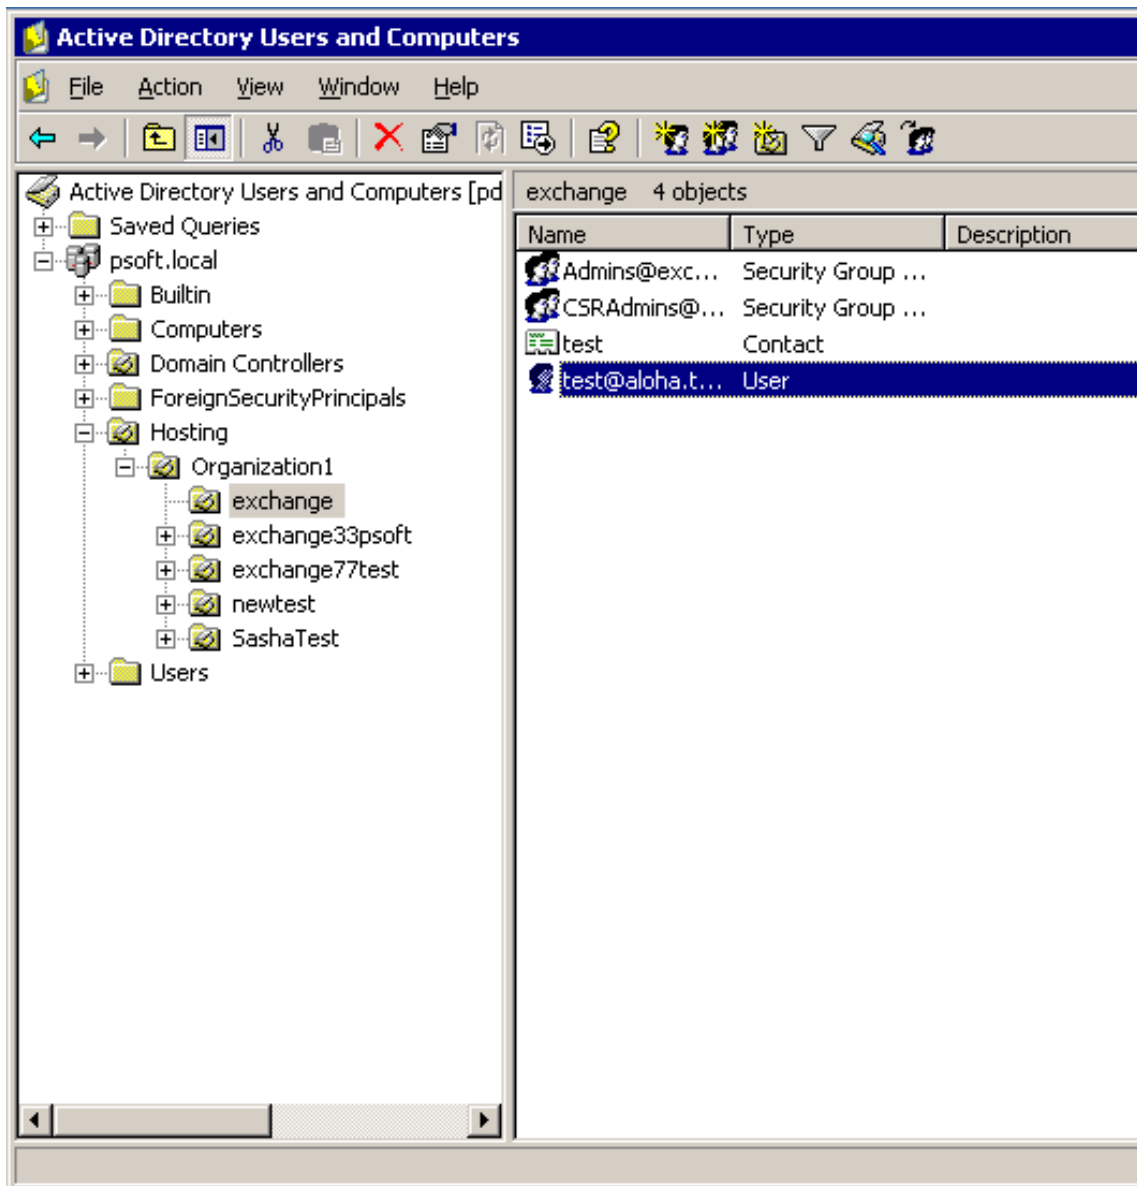 Active Directory Users and Computers
File Action View Window Help
Active Directory Users and Computers [pd
Saved Queries
psoft.local
Builtin
Computers
Domain Controllers
ForeignSecurityPrincipals
Hosting
Organization1
exchange
exchange33psoft
exchange77test
newtest
SashaTest
Users
exchange 4 objects
Name Type Description
Admins@exc... Security Group ...
CSRAdmins@... Security Group ...
test Contact
test@aloha.t... User